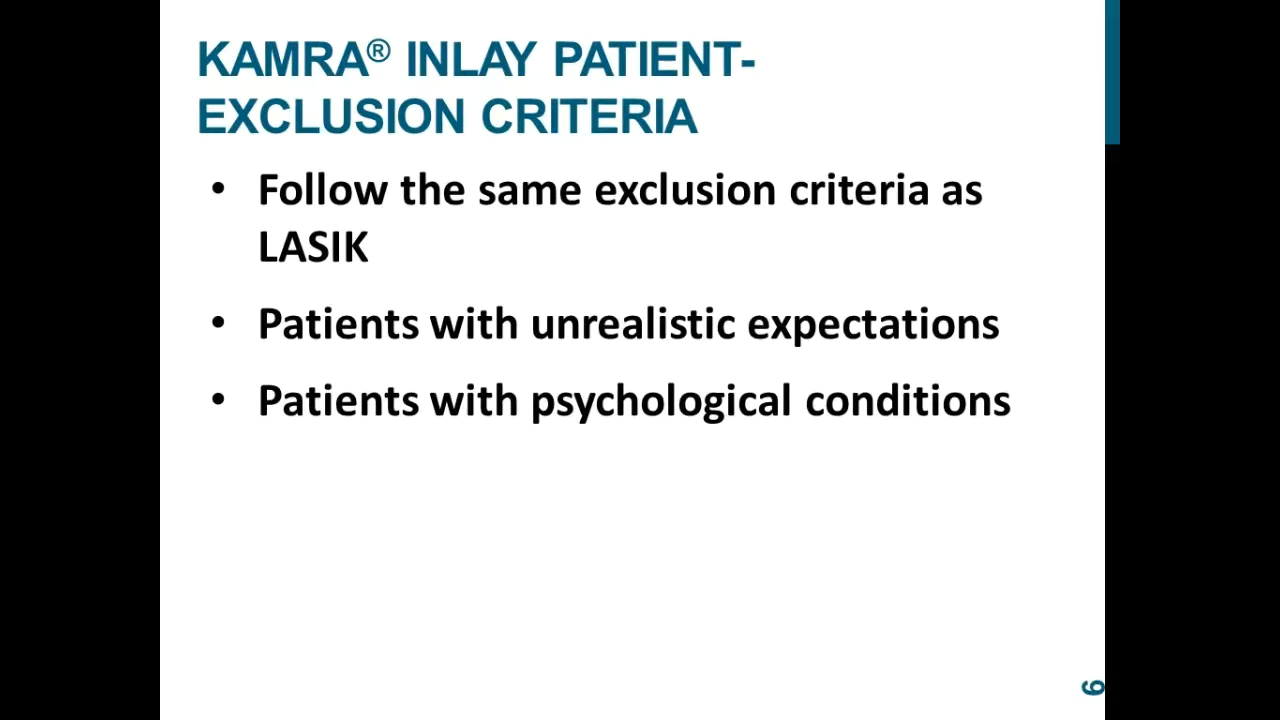 KAMRA® INLAY PATIENT-
EXCLUSION CRITERIA
• Follow the same exclusion criteria as
LASIK
• Patients with unrealistic expectations
• Patients with psychological conditions
6